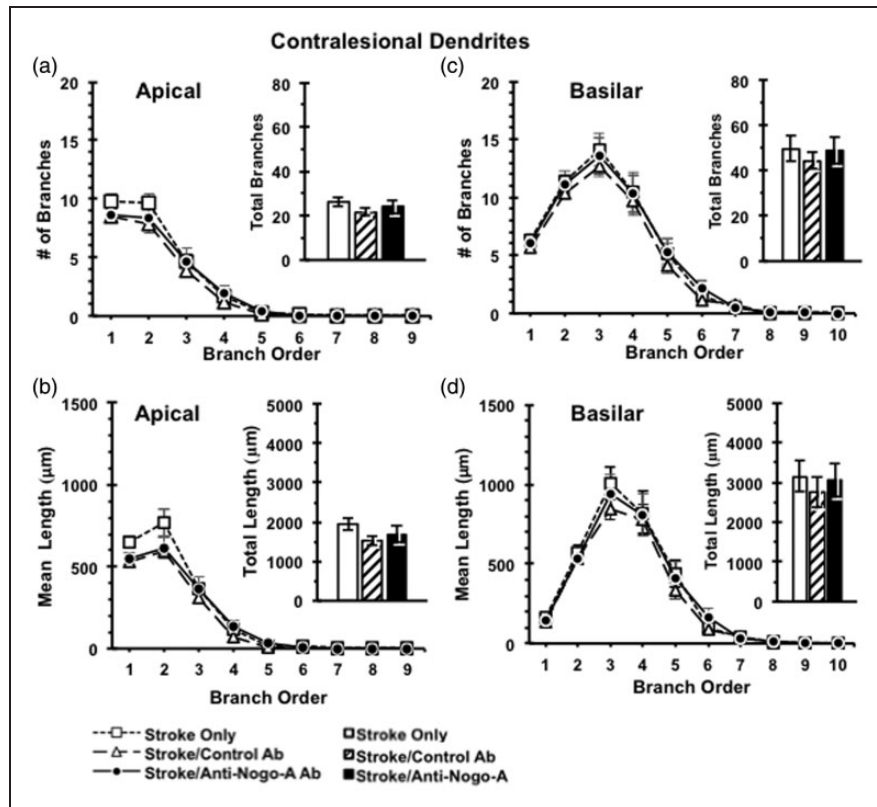 Contralesional Dendrites
(a)
Apical
# of Branches
20
15
10
5
0
1 2 3 4 5 6 7 8 9
Branch Order
Total Branches
80
60
40
20
0
(c)
Basilar
# of Branches
20
15
10
5
0
1 2 3 4 5 6 7 8 9 10
Branch Order
Total Branches
80
60
40
20
0
(b)
Apical
Mean Length (µm)
1500
1000
500
0
1 2 3 4 5 6 7 8 9
Branch Order
Total Length (µm)
5000
4000
3000
2000
1000
0
(d)
Basilar
Mean Length (µm)
1500
1000
500
0
1 2 3 4 5 6 7 8 9 10
Branch Order
Total Length (µm)
5000
4000
3000
2000
1000
0
Stroke Only
Stroke/Control Ab
Stroke/Anti-Nogo-A Ab
Stroke Only
Stroke/Control Ab
Stroke/Anti-Nogo-A